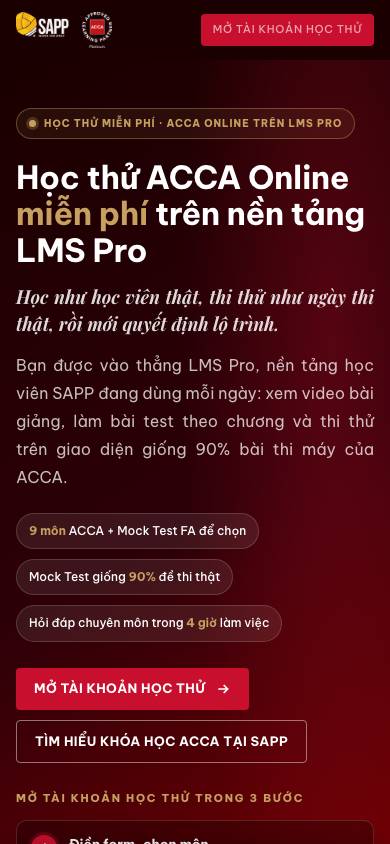 SAPP
ACCA
Platinum
MỞ TÀI KHOẢN HỌC THỬ
HỌC THỬ MIỄN PHÍ · ACCA ONLINE TRÊN LMS PRO
Học thử ACCA Online
miễn phí trên nền tảng
LMS Pro
Học như học viên thật, thi thử như ngày thi
thật, rồi mới quyết định lộ trình.
Bạn được vào thẳng LMS Pro, nền tảng học
viên SAPP đang dùng mỗi ngày: xem video bài
giảng, làm bài test theo chương và thi thử
trên giao diện giống 90% bài thi máy của
ACCA.
9 môn ACCA + Mock Test FA để chọn
Mock Test giống 90% đề thi thật
Hỏi đáp chuyên môn trong 4 giờ làm việc
MỞ TÀI KHOẢN HỌC THỬ →
TÌM HIỂU KHÓA HỌC ACCA TẠI SAPP
MỞ TÀI KHOẢN HỌC THỬ TRONG 3 BƯỚC
Điền form, chọn môn